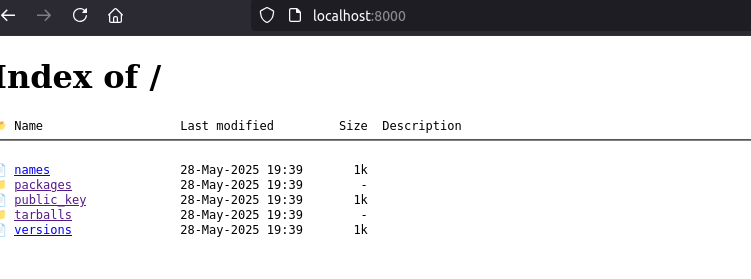 localhost:8000
Index of /
Name Last modified Size Description
names 28-May-2025 19:39 1k
packages 28-May-2025 19:39 -
public_key 28-May-2025 19:39 1k
tarballs 28-May-2025 19:39 -
versions 28-May-2025 19:39 1k